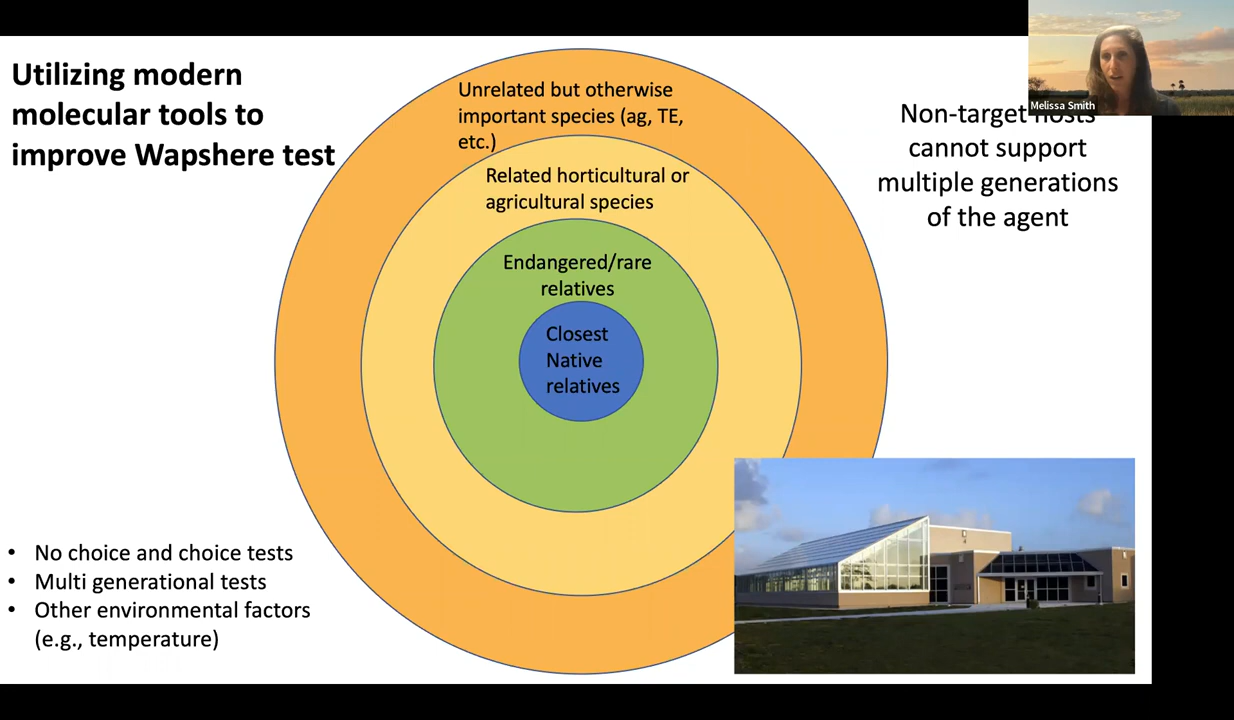 Utilizing modern
molecular tools to
improve Wapshere test
Unrelated but otherwise
important species (ag, TE,
etc.)
Related horticultural or
agricultural species
Endangered/rare
relatives
Closest
Native
relatives
Melissa Smith
Non-target hosts
cannot support
multiple generations
of the agent
• No choice and choice tests
• Multi generational tests
• Other environmental factors
(e.g., temperature)